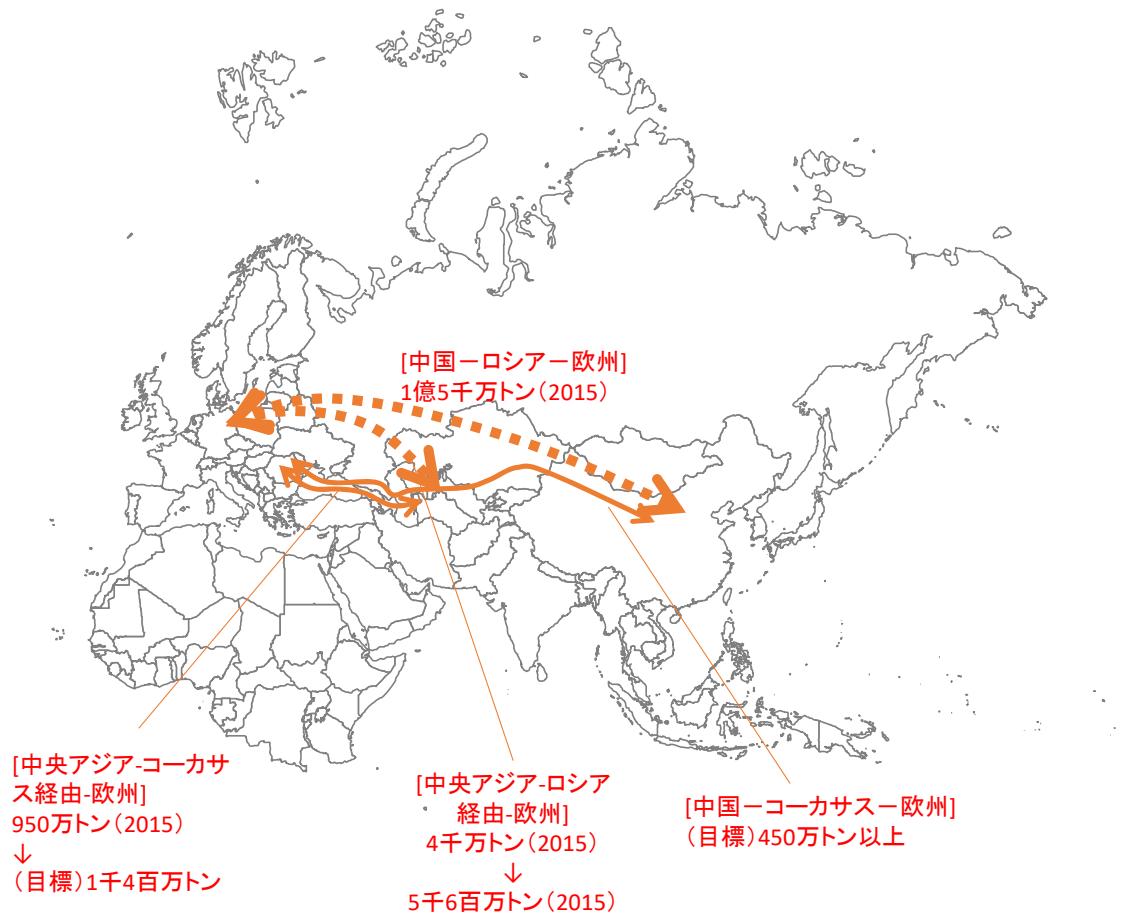 [中国－ロシア－欧州]
1億5千万トン（2015）
[中央アジア-コーカサ
ス経由-欧州]
950万トン（2015）
↓
（目標）1千4百万トン
[中央アジア-ロシア
経由-欧州]
4千万トン（2015）
↓
5千6百万トン（2015）
[中国－コーカサス－欧州]
（目標）450万トン以上